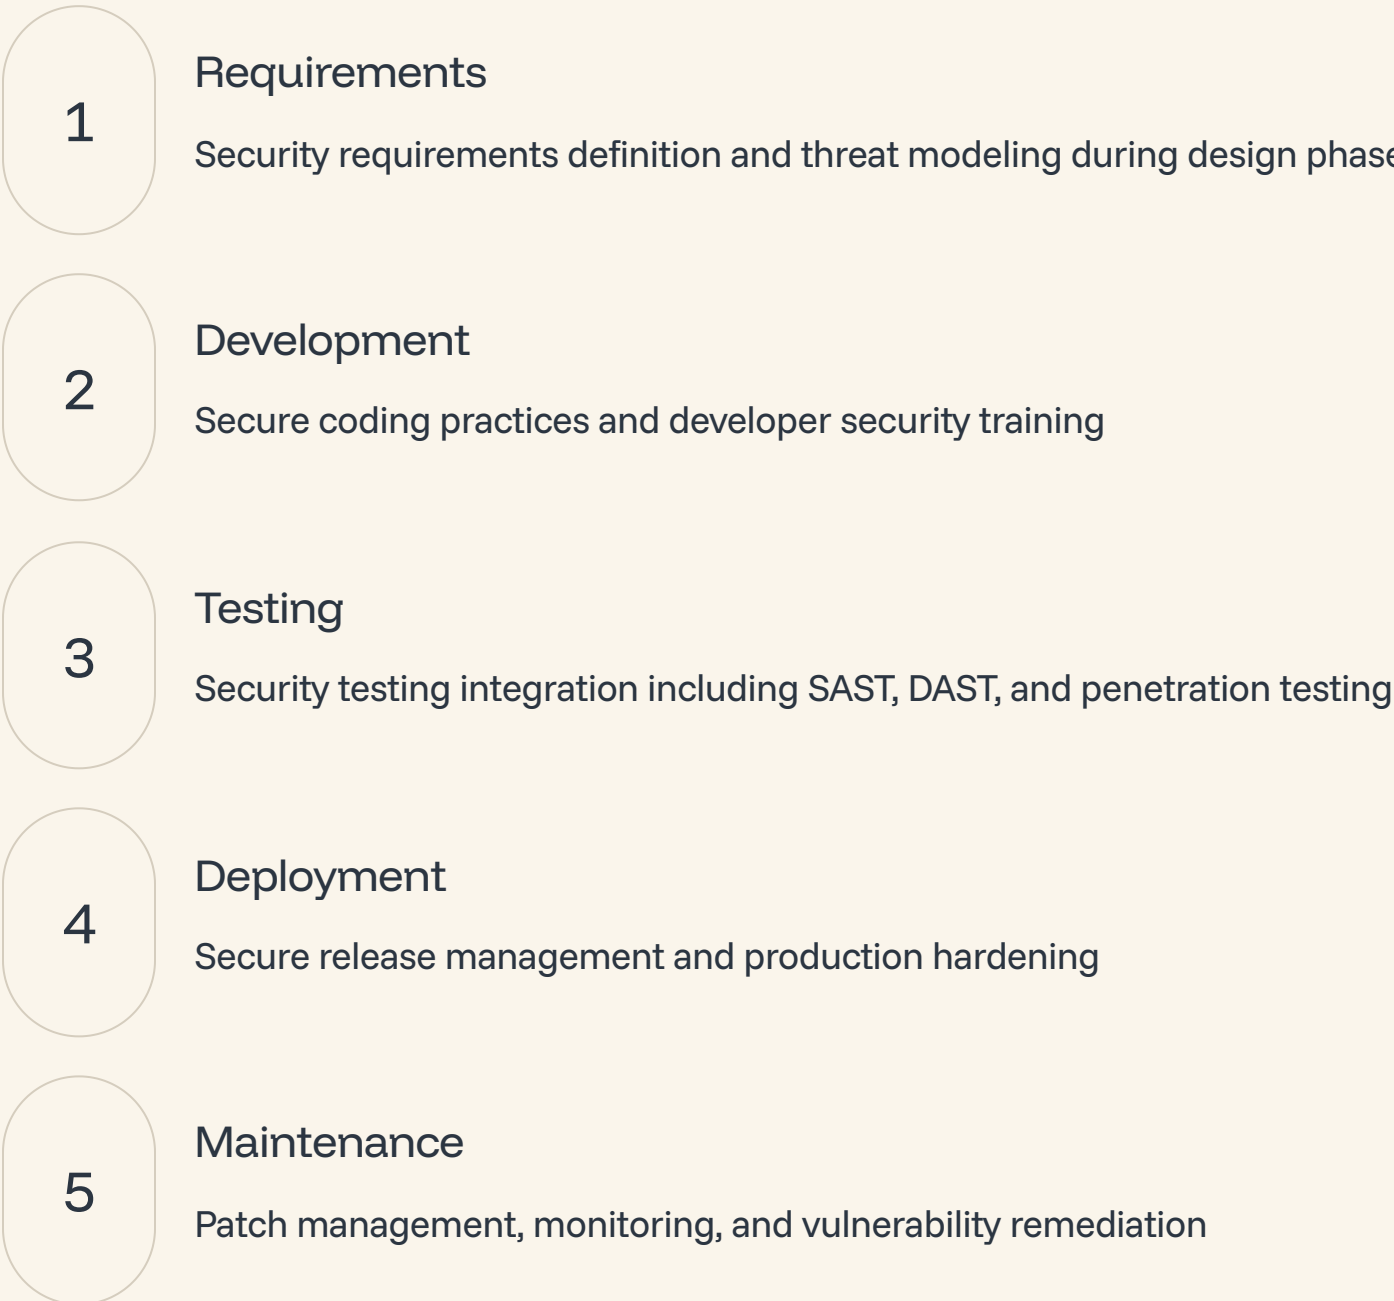 1
Requirements
Security requirements definition and threat modeling during design phase
2
Development
Secure coding practices and developer security training
3
Testing
Security testing integration including SAST, DAST, and penetration testing
4
Deployment
Secure release management and production hardening
5
Maintenance
Patch management, monitoring, and vulnerability remediation